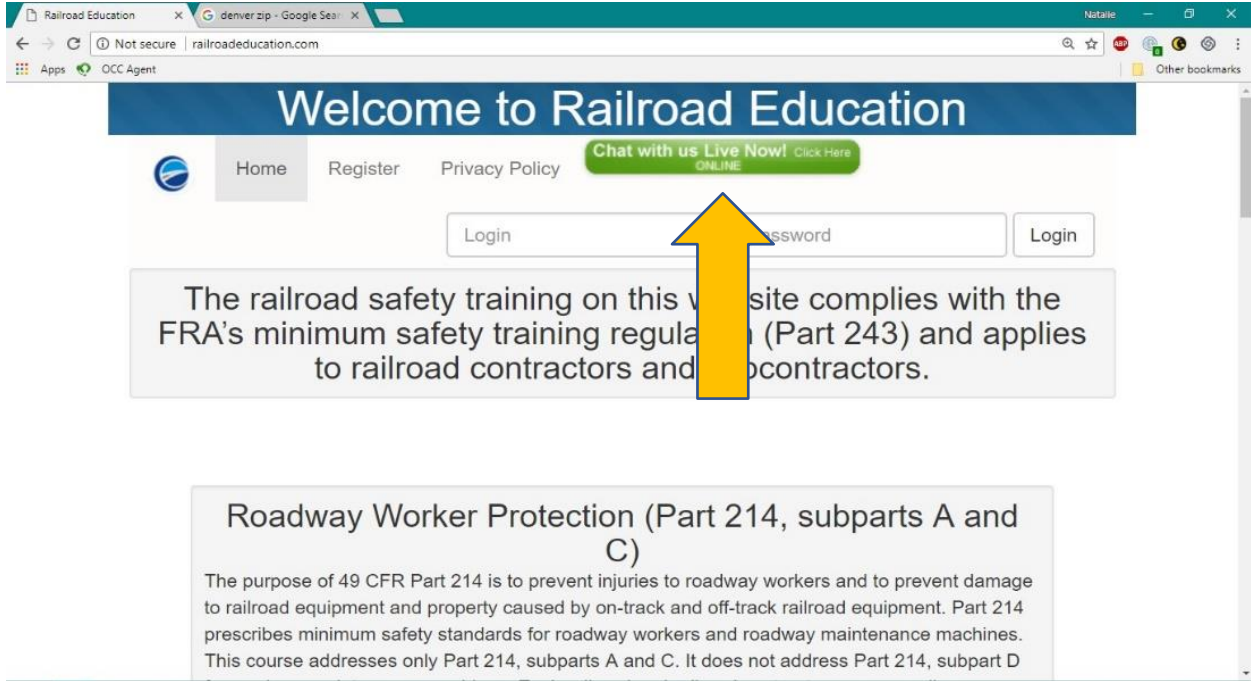 Railroad Education
denver zip - Google Sear
Natalie
Not secure | railroadeducation.com
ABP
Apps OCC Agent Other bookmarks
Welcome to Railroad Education
Home Register Privacy Policy
Chat with us Live Now! Click Here
ONLINE
Login assword Login
The railroad safety training on this site complies with the
FRA's minimum safety training regula (Part 243) and applies
to railroad contractors and contractors.
Roadway Worker Protection (Part 214, subparts A and
C)
The purpose of 49 CFR Part 214 is to prevent injuries to roadway workers and to prevent damage
to railroad equipment and property caused by on-track and off-track railroad equipment. Part 214
prescribes minimum safety standards for roadway workers and roadway maintenance machines.
This course addresses only Part 214, subparts A and C. It does not address Part 214, subpart D